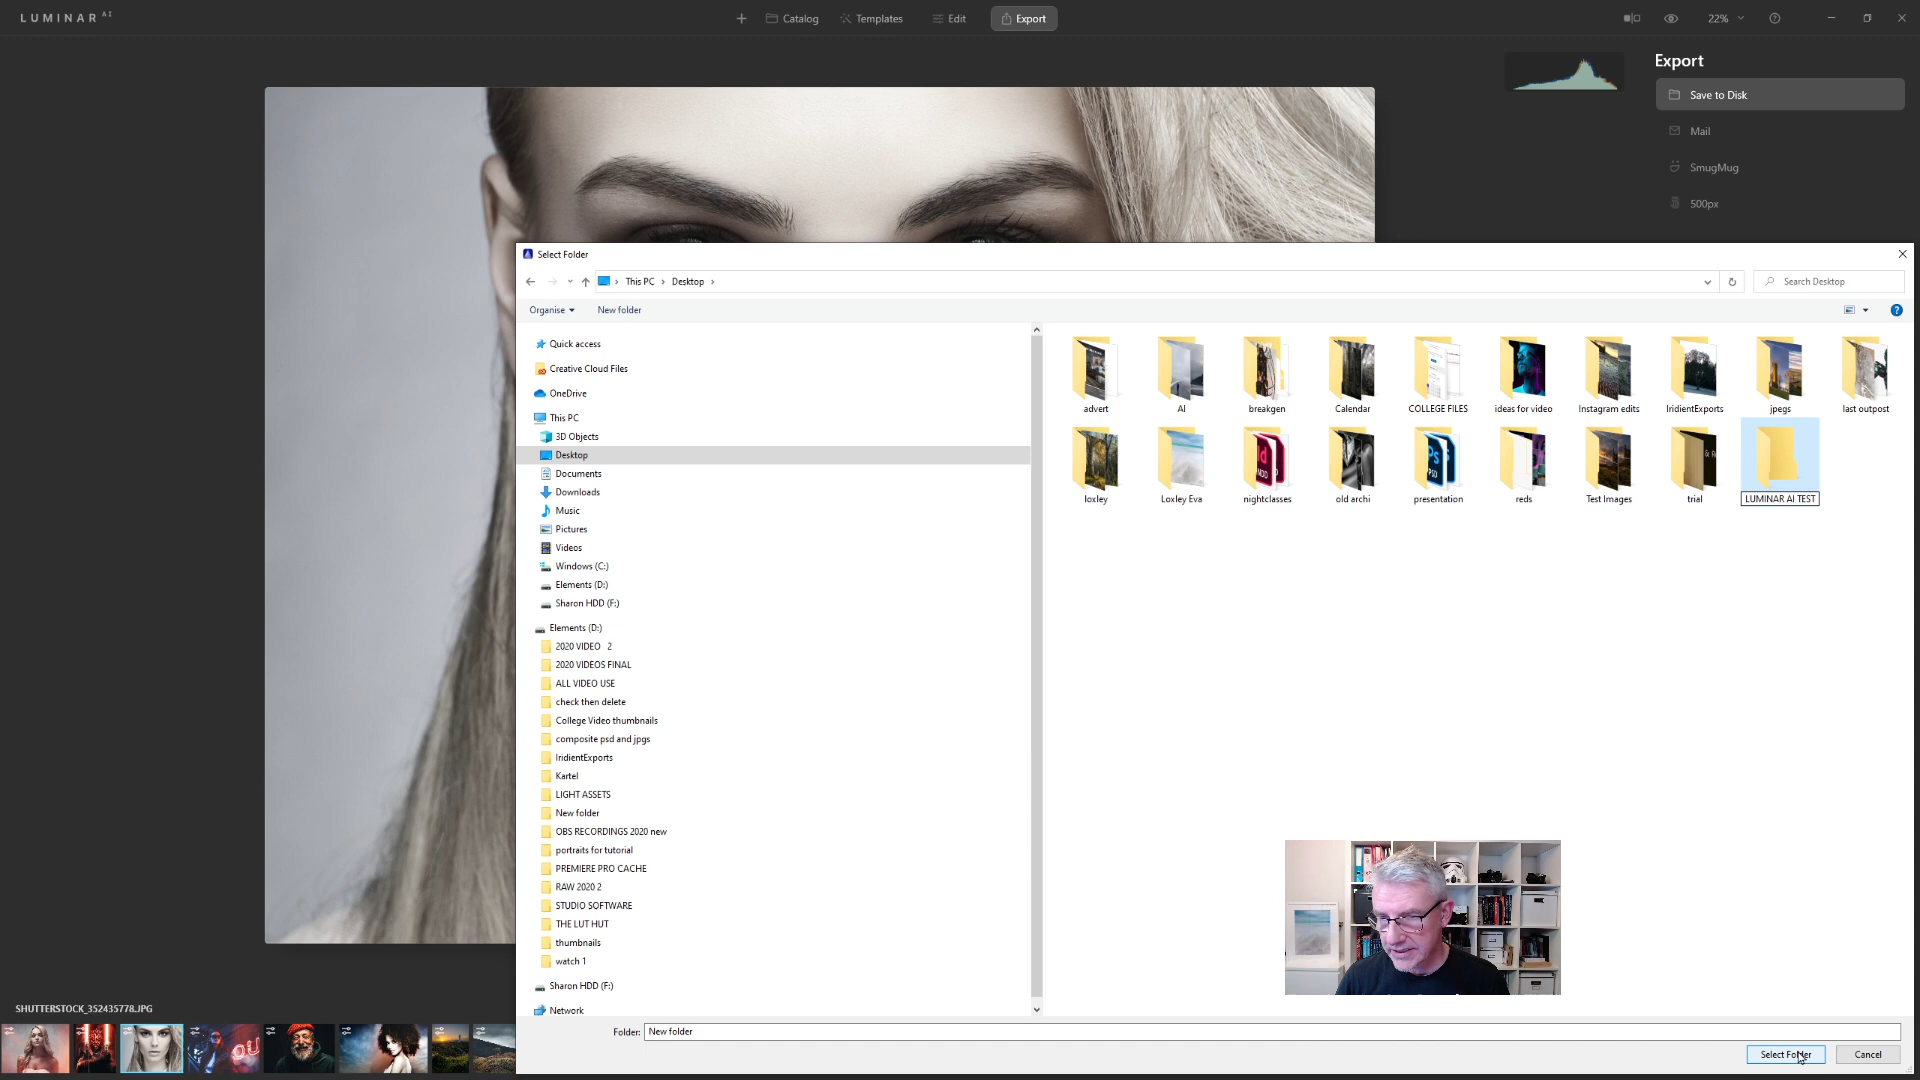 LUMINAR AI
Catalog
Templates
Edit
Export
22%
Export
Save to Disk
Mail
SmugMug
500px
Select Folder
This PC
Desktop
Search Desktop
Organise
New folder
Quick access
Creative Cloud Files
OneDrive
This PC
3D Objects
Desktop
Documents
Downloads
Music
Pictures
Videos
Windows (C:)
Elements (D:)
Sharon HDD (F:)
Elements (D:)
2020 VIDEO 2
2020 VIDEOS FINAL
ALL VIDEO USE
check then delete
College Video thumbnails
composite psd and jpgs
IridientExports
Kartel
LIGHT ASSETS
New folder
OBS RECORDINGS 2020 new
portraits for tutorial
PREMIERE PRO CACHE
RAW 2020 2
STUDIO SOFTWARE
THE LUT HUT
thumbnails
watch 1
Sharon HDD (F:)
Network
advert
AI
breakgen
Calendar
COLLEGE FILES
ideas for video
Instagram edits
IridientExports
jpegs
last outpost
loxley
Loxley Eva
nightclasses
old archi
presentation
reds
Test Images
trial
LUMINAR AI TEST
SHUTTERSTOCK_352435778.JPG
Folder: New folder
Select Folder
Cancel